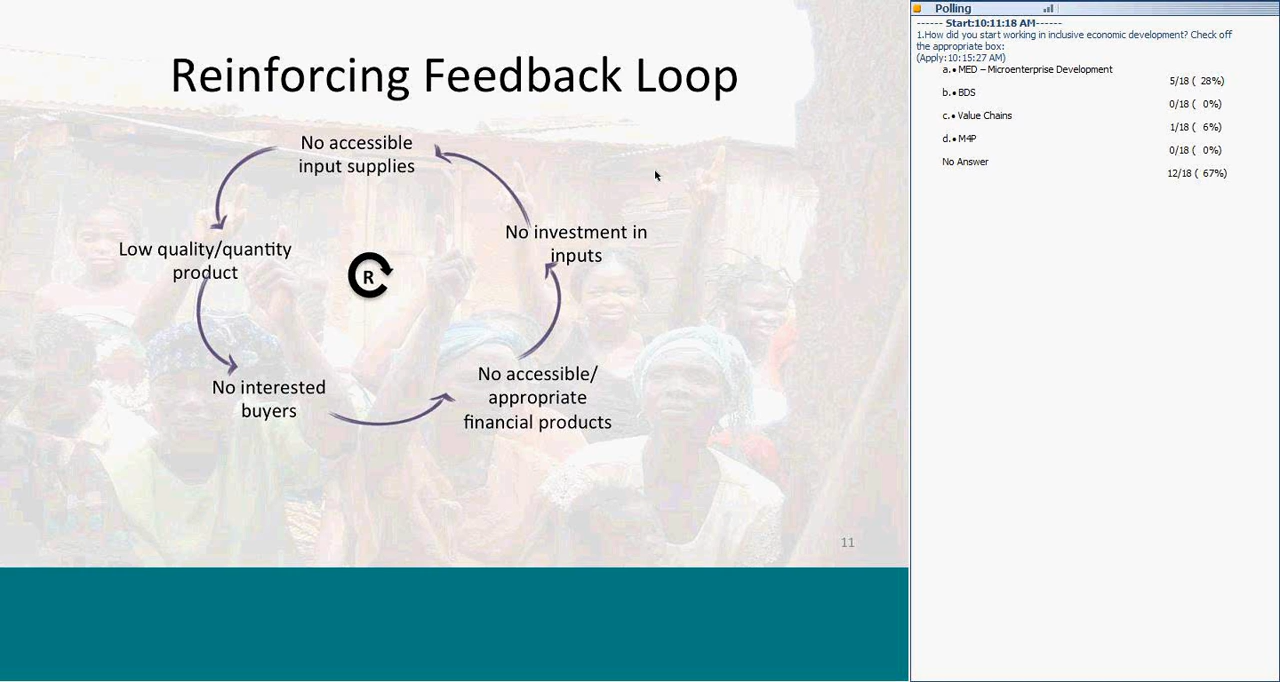 Reinforcing Feedback Loop
No accessible
input supplies
Low quality/quantity
product
No interested
buyers
No accessible/
appropriate
financial products
No investment in
inputs
R
11
Polling
------ Start:10:11:18 AM------
1.How did you start working in inclusive economic development? Check off
the appropriate box:
(Apply:10:15:27 AM)
a.• MED – Microenterprise Development
5/18 ( 28%)
b.• BDS
0/18 ( 0%)
c.• Value Chains
1/18 ( 6%)
d.• M4P
0/18 ( 0%)
No Answer
12/18 ( 67%)